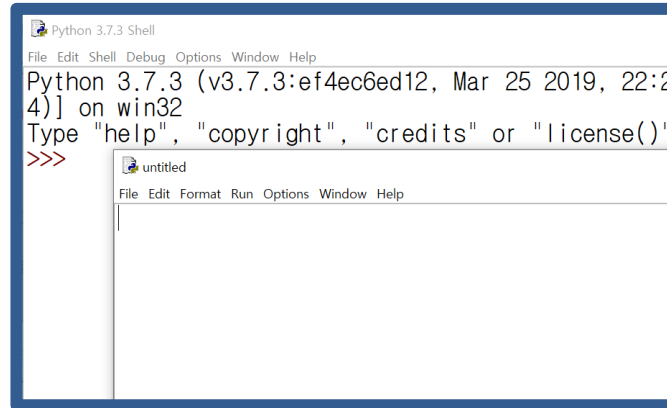 Python 3.7.3 Shell
File Edit Shell Debug Options Window Help
Python 3.7.3 (v3.7.3:ef4ec6ed12, Mar 25 2019, 22:2
4)] on win32
Type "help", "copyright", "credits" or "license()"
>>>
untitled
File Edit Format Run Options Window Help